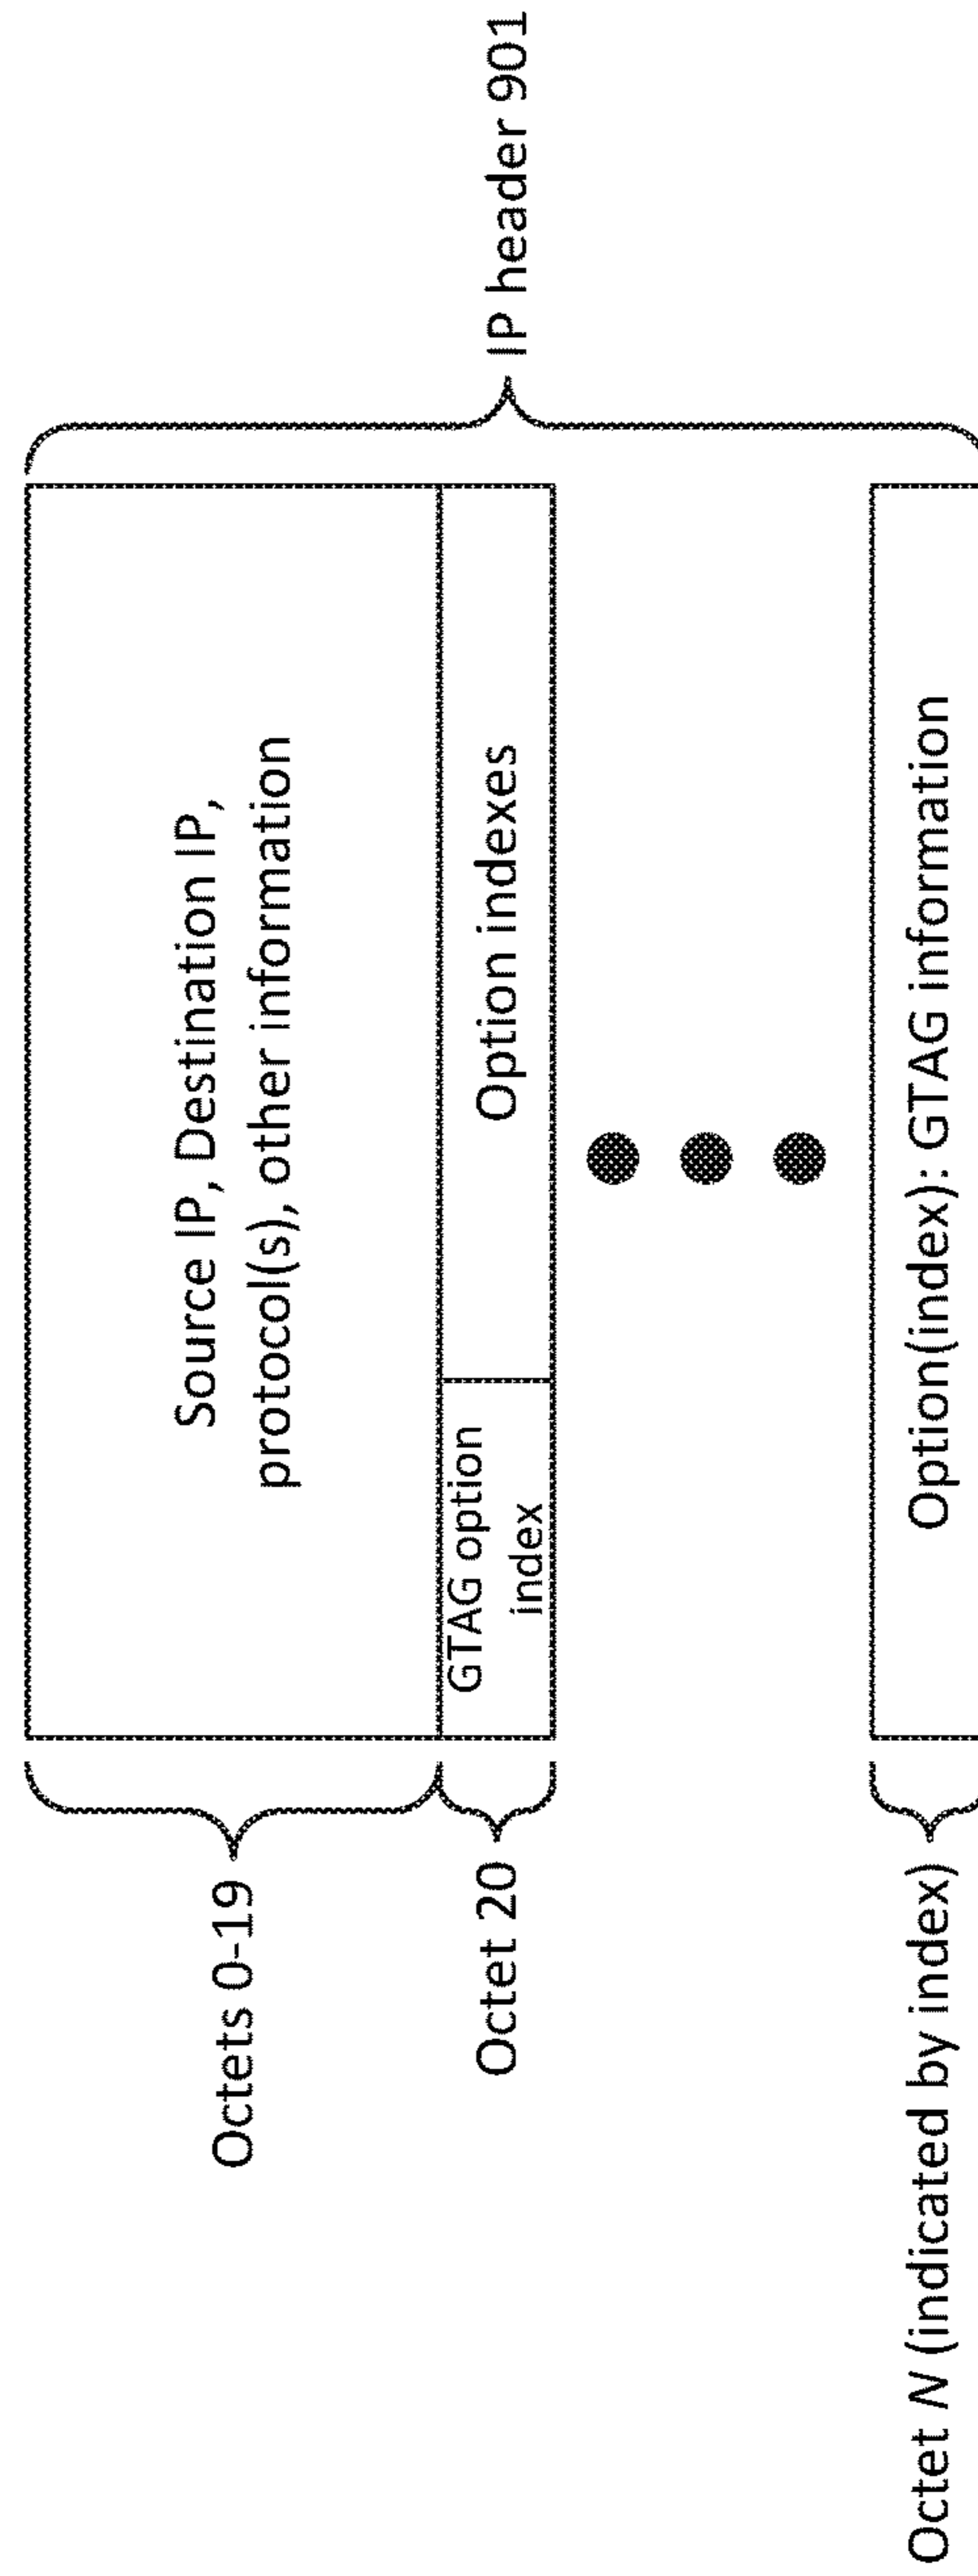 Octets 0-19
Source IP, Destination IP,
protocol(s), other information
Octet 20
GTAG option
index
Option indexes
IP header 901
Octet N (indicated by index)
Option(index): GTAG information